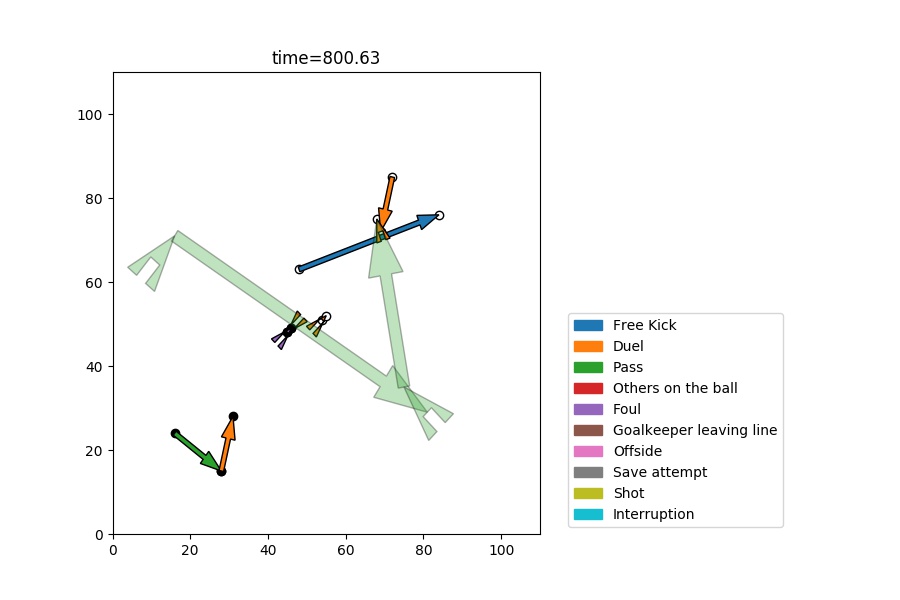 time=800.63
100
80
60
40
20
0
0 20 40 60 80 100
Free Kick
Duel
Pass
Others on the ball
Foul
Goalkeeper leaving line
Offside
Save attempt
Shot
Interruption